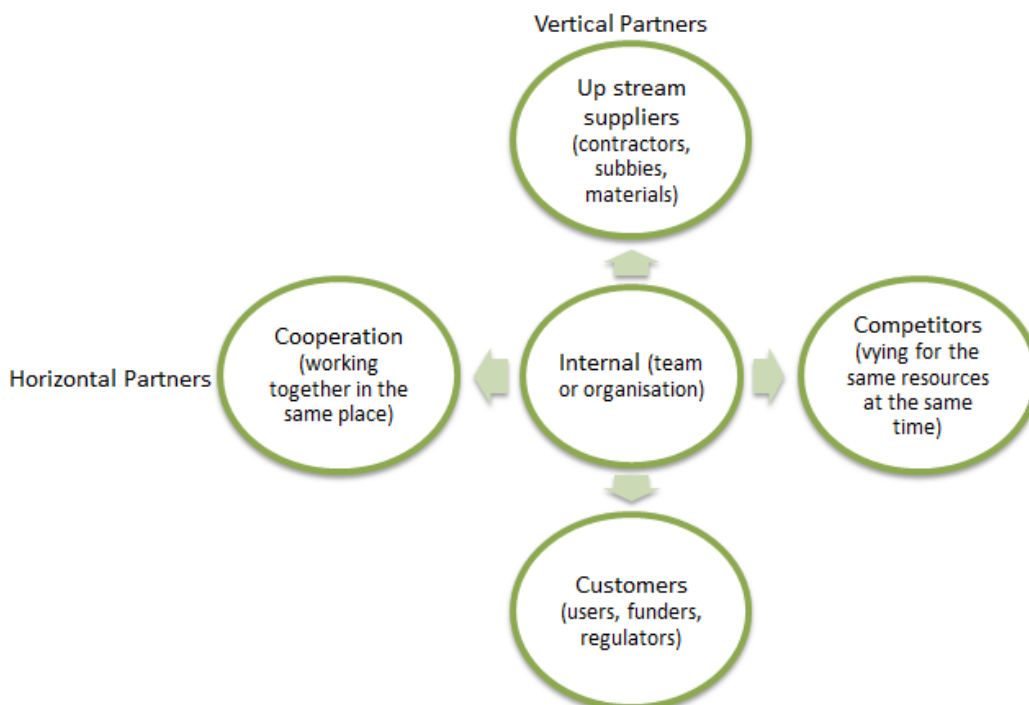 Vertical Partners
Up stream
suppliers
(contractors,
subbies,
materials)
Horizontal Partners
Cooperation
(working
together in the
same place)
Internal (team
or organisation)
Competitors
(vying for the
same resources
at the same
time)
Customers
(users, funders,
regulators)